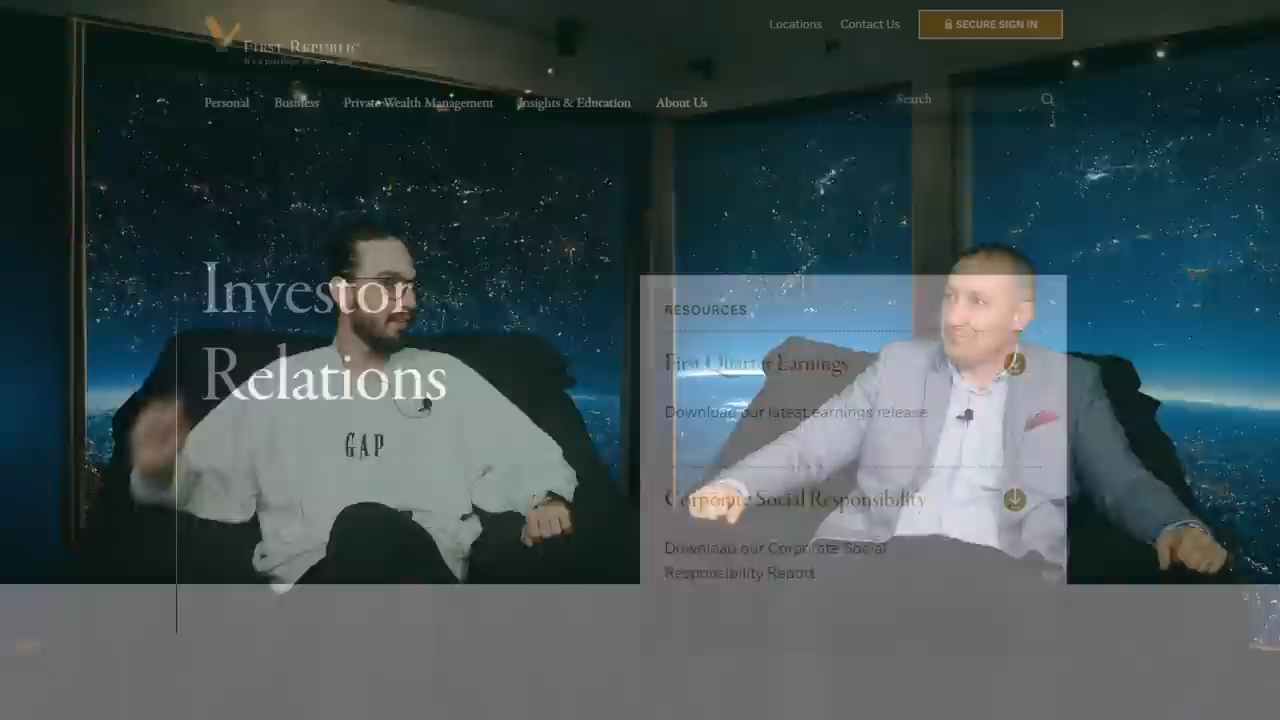 Locations Contact Us SECURE SIGN IN
First Republic
Personal Business Private Wealth Management Insights & Education About Us Search
Investor
Relations
RESOURCES
First Quarter Earnings
Download our latest earnings release
Corporate Social Responsibility
Download our Corporate Social
Responsibility Report
GAP